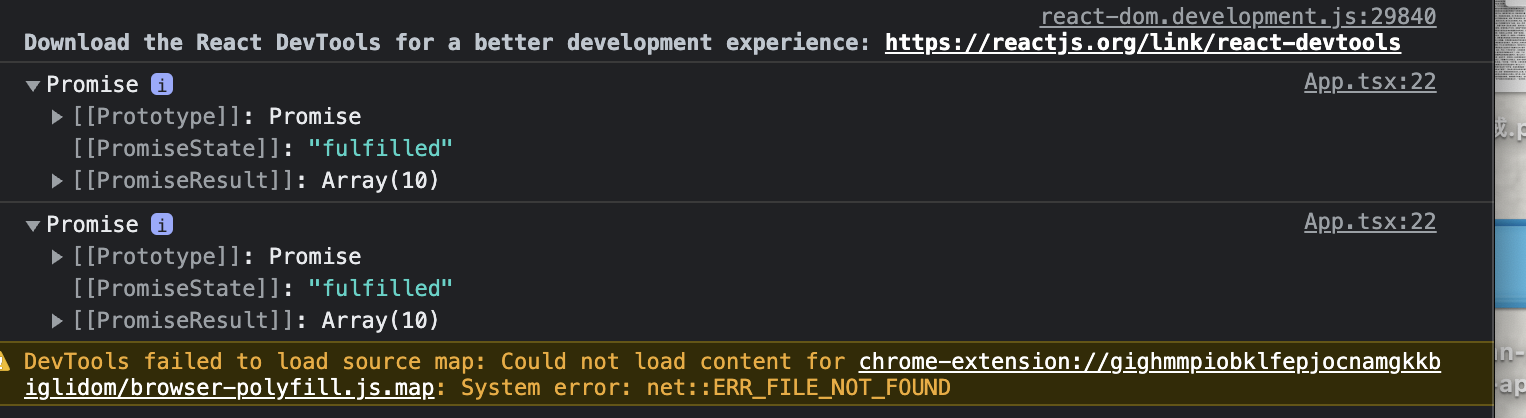 react-dom.development.js:29840
Download the React DevTools for a better development experience: https://reactjs.org/link/react-devtools
Promise i
App.tsx:22
[[Prototype]]: Promise
[[PromiseState]]: "fulfilled"
[[PromiseResult]]: Array(10)
Promise i
App.tsx:22
[[Prototype]]: Promise
[[PromiseState]]: "fulfilled"
[[PromiseResult]]: Array(10)
DevTools failed to load source map: Could not load content for chrome-extension://gighmmpiobklfepjocnamgkkb
iglidom/browser-polyfill.js.map: System error: net::ERR_FILE_NOT_FOUND